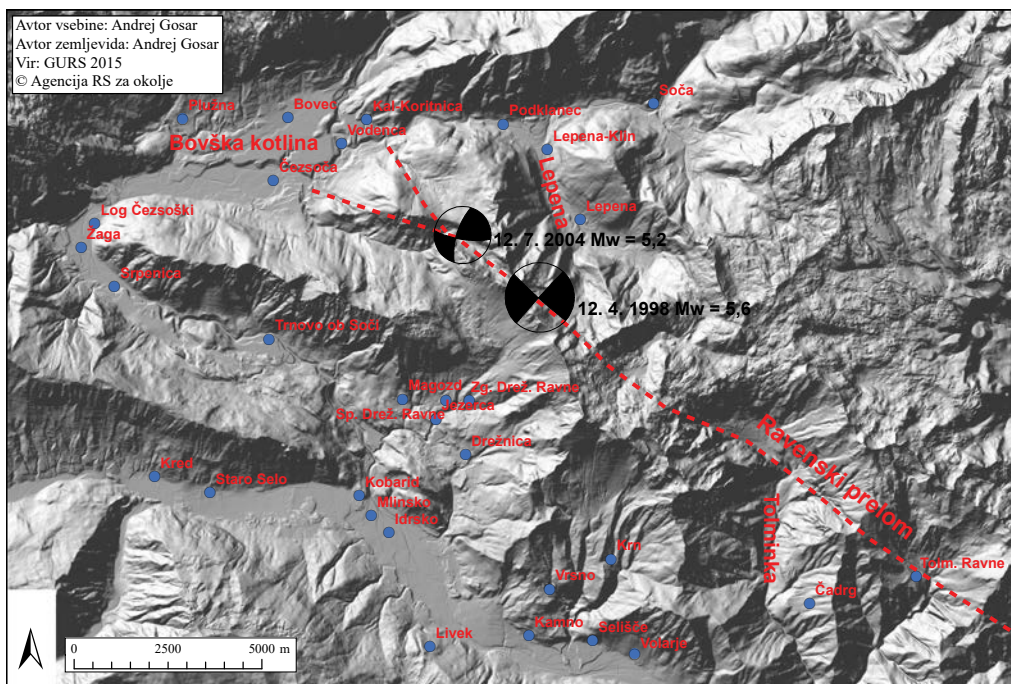 Avtor vsebine: Andrej Gosar
Avtor zemljevida: Andrej Gosar
Vir: GURS 2015
© Agencija RS za okolje
Soča
Plužna
Bovec
Kal-Koritnica
Podklanec
Vodenca
Bovška kotlina
Lepena-Klin
Čezsoča
Lepena
Lepena
Log Čezsoški
12. 7. 2004 Mw = 5,2
Žaga
Srpenica
12. 4. 1998 Mw = 5,6
Trnovo ob Soči
Magozd
Zg. Drež. Ravne
Jezerca
Sp. Drež. Ravne
Ravenski prelom
Drežnica
Kred
Staro Selo
Kobarid
Mlinsko
Idrsko
Tolminka
Krn
Tolm. Ravne
Vrsno
Čadrg
Kamno
Selišče
Livek
Volarje
0 2500 5000 m